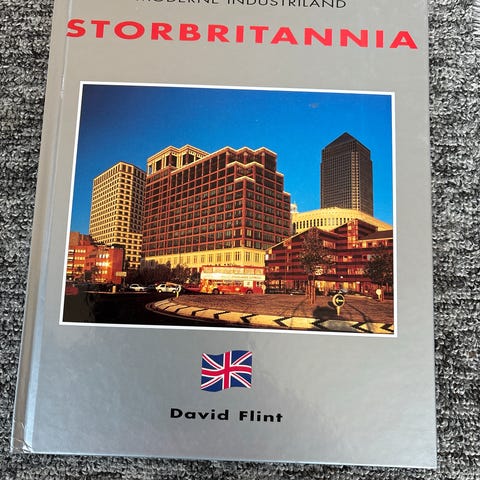 MODERNE INDUSTRILAND
STORBRITANNIA
David Flint